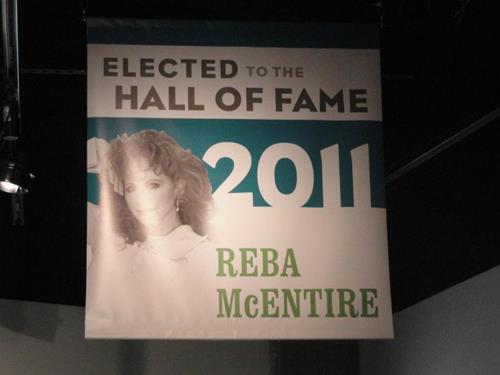 ELECTED TO THE
HALL OF FAME
2011
REBA
McENTIRE